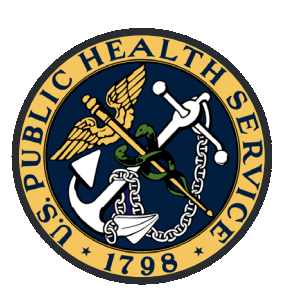 U.S. PUBLIC HEALTH SERVICE
1798